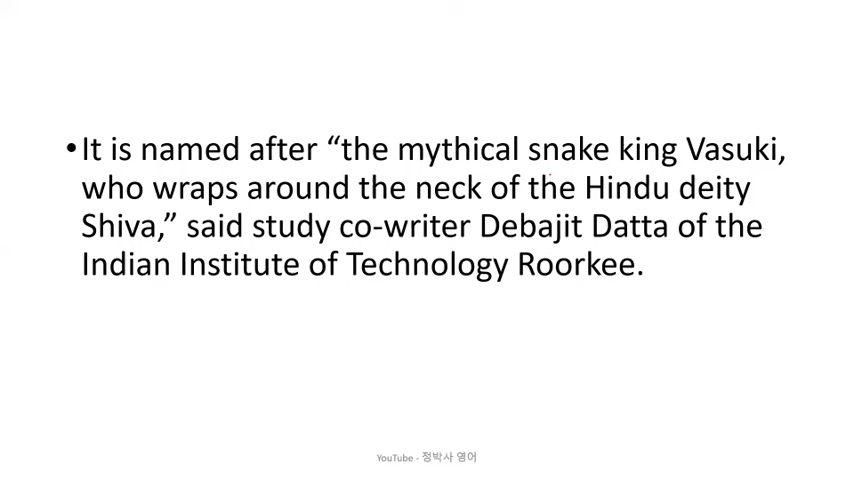 •It is named after “the mythical snake king Vasuki,
who wraps around the neck of the Hindu deity
Shiva,” said study co-writer Debajit Datta of the
Indian Institute of Technology Roorkee.
YouTube - 정박사 영어